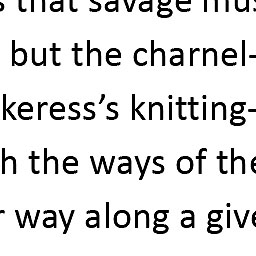 s that savage mus
but the charnel-
keress’s knitting-
h the ways of the
r way along a give